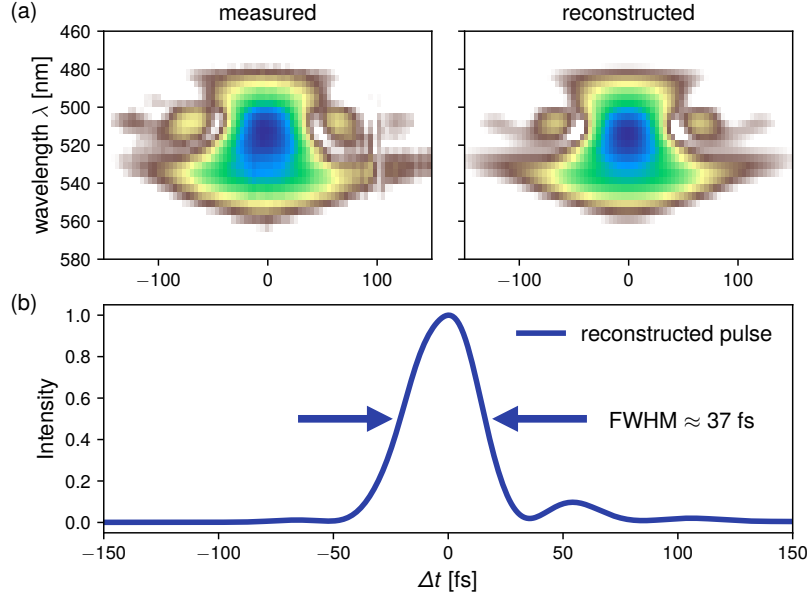 (a)
measured
reconstructed
wavelength λ [nm]
460
480
500
520
540
560
580
−100
0
100
−100
0
100
(b)
Intensity
1.0
0.8
0.6
0.4
0.2
0.0
reconstructed pulse
FWHM ≈ 37 fs
−150
−100
−50
0
50
100
150
Δt [fs]